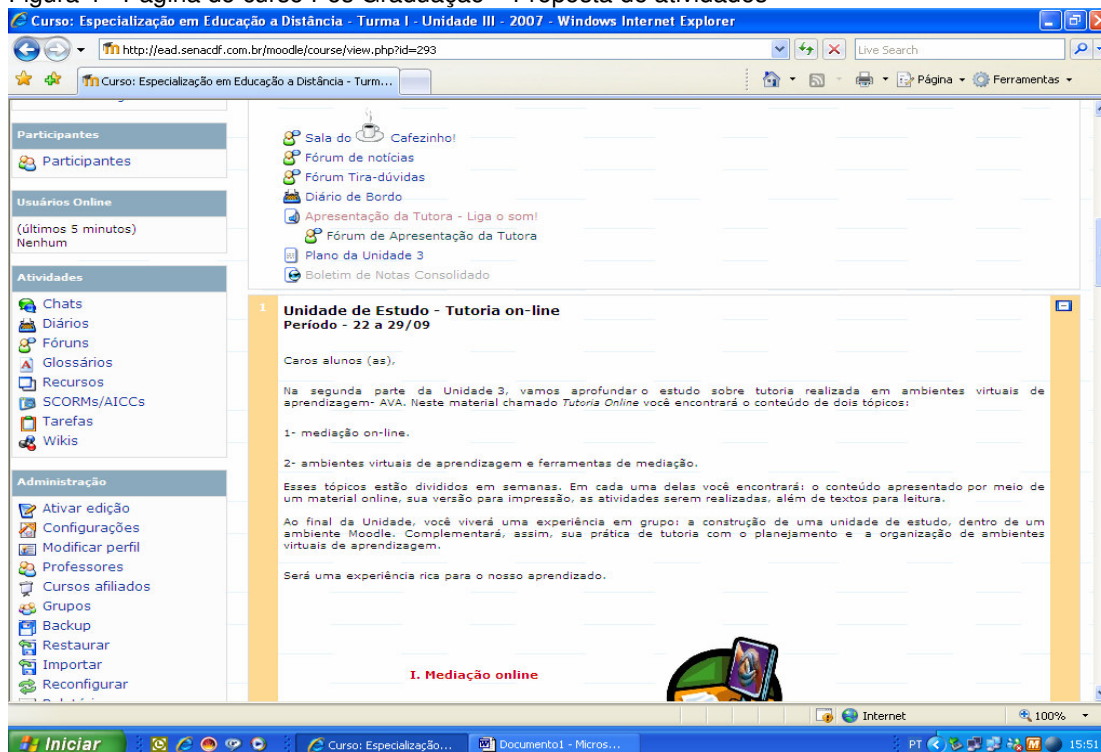 Figura 4 - Página do curso Pós-Graduação – Proposta de atividades
Curso: Especialização em Educação a Distância - Turma I - Unidade III - 2007 - Windows Internet Explorer
http://ead.senacdf.com.br/moodle/course/view.php?id=293
Live Search
Curso: Especialização em Educação a Distância - Turm...
Página
Ferramentas
Participantes
Participantes
Usuários Online
(últimos 5 minutos)
Nenhum
Atividades
Chats
Diários
Fóruns
Glossários
Recursos
SCORMs/AICCs
Tarefas
Wikis
Administração
Ativar edição
Configurações
Modificar perfil
Professores
Cursos afiliados
Grupos
Backup
Restaurar
Importar
Reconfigurar
Sala do Cafezinho!
Fórum de notícias
Fórum Tira-dúvidas
Diário de Bordo
Apresentação da Tutora - Liga o som!
Fórum de Apresentação da Tutora
Plano da Unidade 3
Boletim de Notas Consolidado
1
Unidade de Estudo - Tutoria on-line
Período - 22 a 29/09
Caros alunos (as),
Na segunda parte da Unidade 3, vamos aprofundar o estudo sobre tutoria realizada em ambientes virtuais de
aprendizagem- AVA. Neste material chamado Tutoria Online você encontrará o conteúdo de dois tópicos:
1- mediação on-line.
2- ambientes virtuais de aprendizagem e ferramentas de mediação.
Esses tópicos estão divididos em semanas. Em cada uma delas você encontrará: o conteúdo apresentado por meio de
um material online, sua versão para impressão, as atividades serem realizadas, além de textos para leitura.
Ao final da Unidade, você viverá uma experiência em grupo: a construção de uma unidade de estudo, dentro de um
ambiente Moodle. Complementará, assim, sua prática de tutoria com o planejamento e a organização de ambientes
virtuais de aprendizagem.
Será uma experiência rica para o nosso aprendizado.
I. Mediação online
Internet
100%
Iniciar
Curso: Especialização...
Documento1 - Micros...
PT
15:51